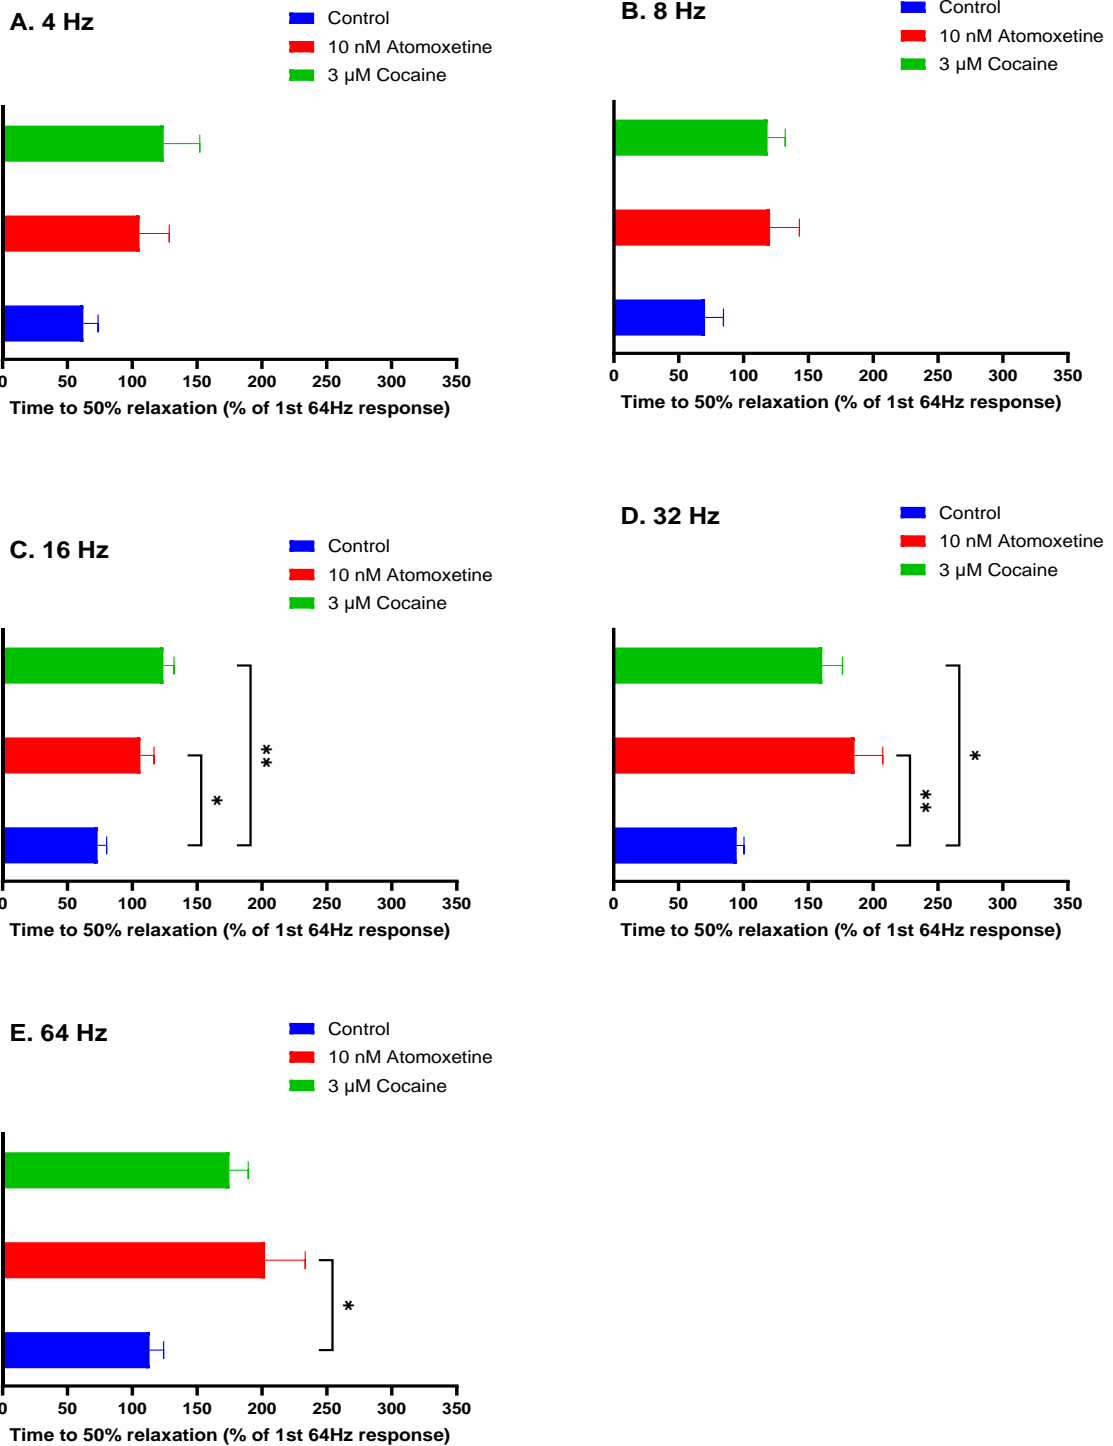 A. 4 Hz
Control
10 nM Atomoxetine
3 µM Cocaine
0 50 100 150 200 250 300 350
Time to 50% relaxation (% of 1st 64Hz response)
B. 8 Hz
Control
10 nM Atomoxetine
3 µM Cocaine
0 50 100 150 200 250 300 350
Time to 50% relaxation (% of 1st 64Hz response)
C. 16 Hz
Control
10 nM Atomoxetine
3 µM Cocaine
**
*
0 50 100 150 200 250 300 350
Time to 50% relaxation (% of 1st 64Hz response)
D. 32 Hz
Control
10 nM Atomoxetine
3 µM Cocaine
*
**
0 50 100 150 200 250 300 350
Time to 50% relaxation (% of 1st 64Hz response)
E. 64 Hz
Control
10 nM Atomoxetine
3 µM Cocaine
*
0 50 100 150 200 250 300 350
Time to 50% relaxation (% of 1st 64Hz response)